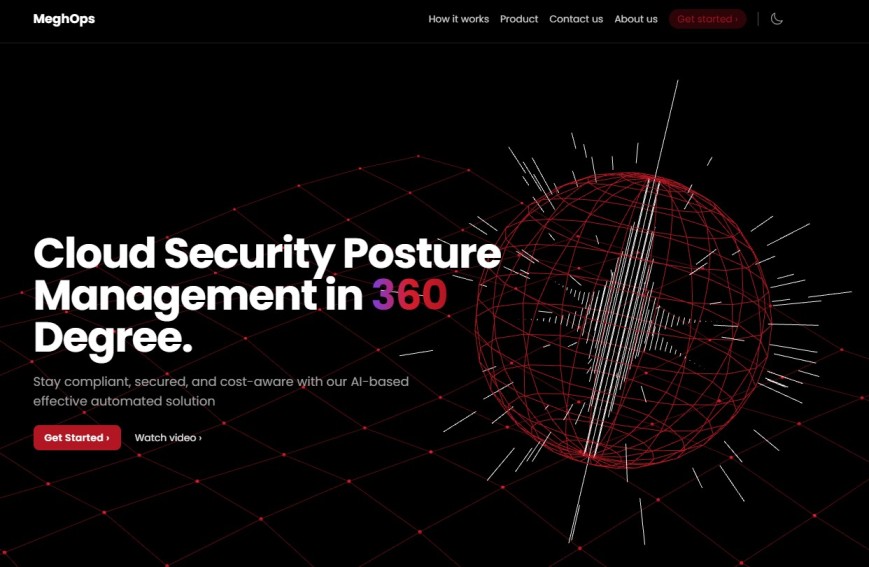 MeghOps
How it works Product Contact us About us Get started ›
Cloud Security Posture
Management in 360
Degree.
Stay compliant, secured, and cost-aware with our AI-based
effective automated solution
Get Started › Watch video ›